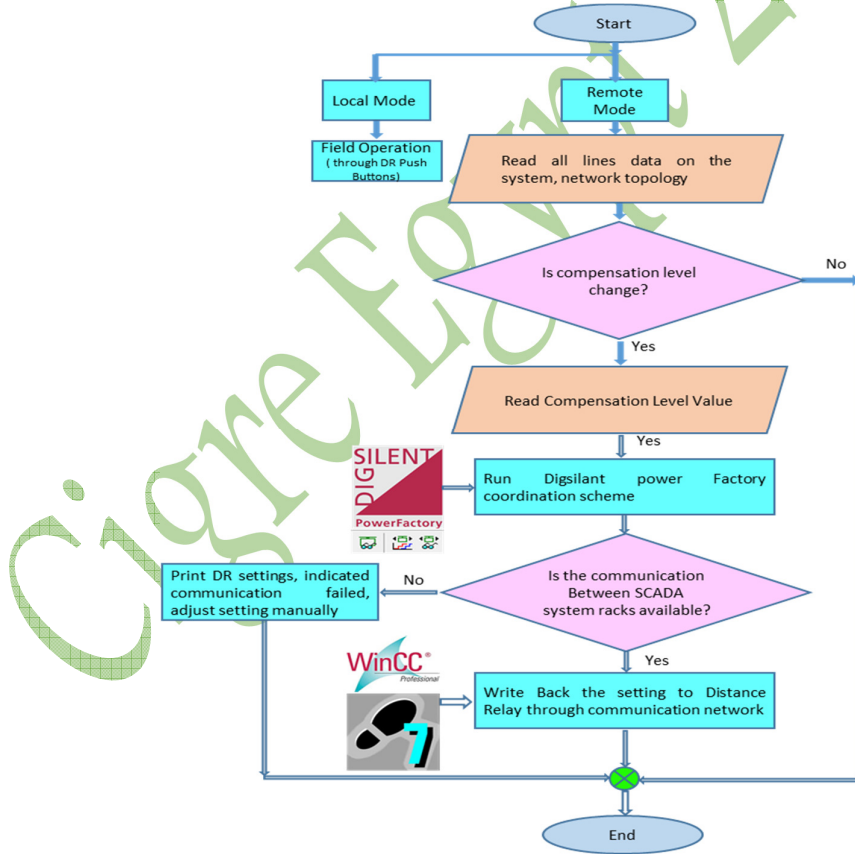 Start
Local Mode
Remote
Mode
Field Operation
( through DR Push
Buttons)
Read all lines data on the
system, network topology
Is compensation level
change?
No
Yes
Read Compensation Level Value
Yes
DIG
SILENT
PowerFactory
Run Digsilant power Factory
coordination scheme
Is the communication
Between SCADA
system racks available?
No
Print DR settings, indicated
communication failed,
adjust setting manually
Yes
WinCC®
Professional
7
Write Back the setting to Distance
Relay through communication network
End
Cigre Egypt 2